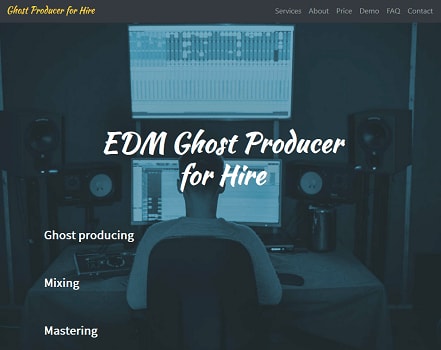 Ghost Producer for Hire
Services About Price Demo FAQ Contact
EDM Ghost Producer
for Hire
Ghost producing
Mixing
Mastering